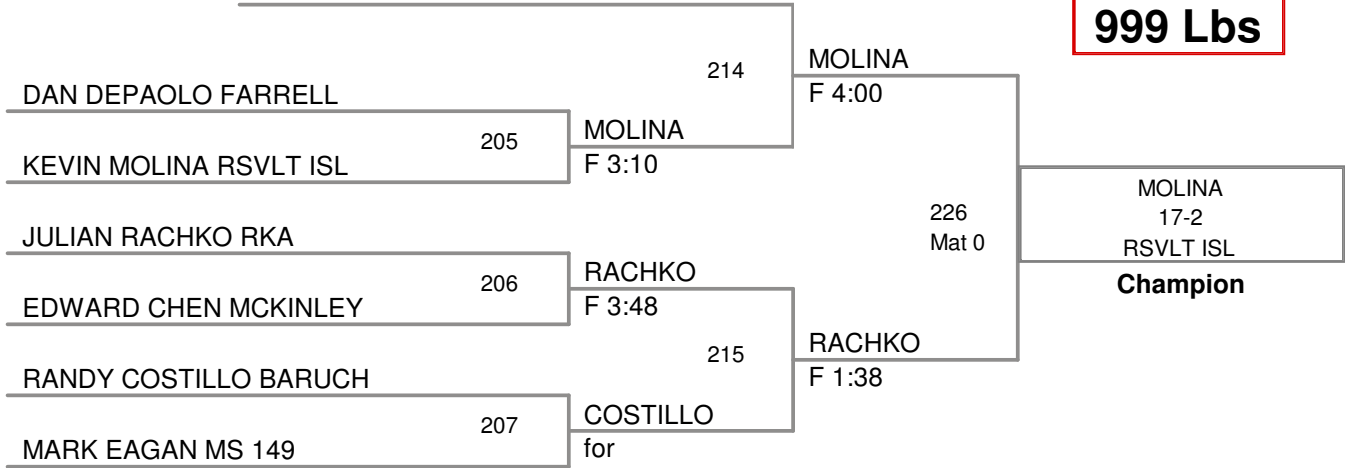 999 Lbs
214
MOLINA
F 4:00
DAN DEPAOLO FARRELL
205
MOLINA
F 3:10
KEVIN MOLINA RSVLT ISL
226
Mat 0
MOLINA
17-2
RSVLT ISL
Champion
JULIAN RACHKO RKA
206
RACHKO
F 3:48
EDWARD CHEN MCKINLEY
215
RACHKO
F 1:38
RANDY COSTILLO BARUCH
207
COSTILLO
for
MARK EAGAN MS 149